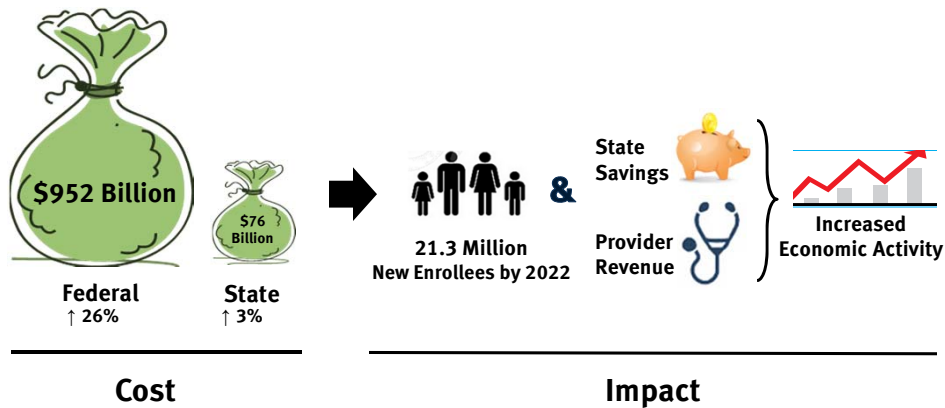 $952 Billion
$76
Billion
Federal
↑ 26%
State
↑ 3%
Cost
21.3 Million
New Enrollees by 2022
&
State
Savings
Provider
Revenue
Increased
Economic Activity
Impact